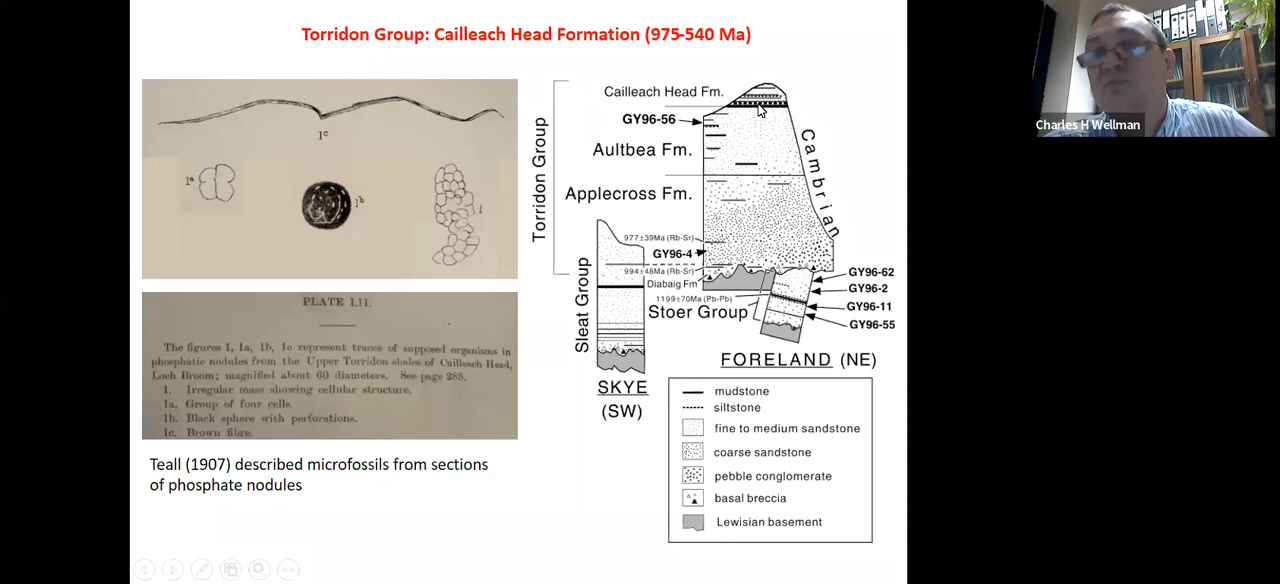 Torridon Group: Cailleach Head Formation (975-540 Ma)
1c
1a
1b
1
PLATE LII.
The figures 1, 1a, 1b, 1c represent traces of supposed organisms in
phosphatic nodules from the Upper Torridon shales of Cailleach Head,
Loch Broom; magnified about 60 diameters. See page 288.
1. Irregular mass showing cellular structure.
1a. Group of four cells.
1b. Black sphere with perforations.
1c. Brown fibre.
Teall (1907) described microfossils from sections
of phosphate nodules
Torridon Group
Cailleach Head Fm.
GY96-56
Aultbea Fm.
Applecross Fm.
Cambrian
977±39Ma (Rb-Sr)
GY96-4
994±48Ma (Rb-Sr)
Diabaig Fm
1199±70Ma (Pb-Pb)
Stoer Group
Sleat Group
GY96-62
GY96-2
GY96-11
GY96-55
FORELAND (NE)
SKYE
(SW)
mudstone
siltstone
fine to medium sandstone
coarse sandstone
pebble conglomerate
basal breccia
Lewisian basement
Charles H Wellman